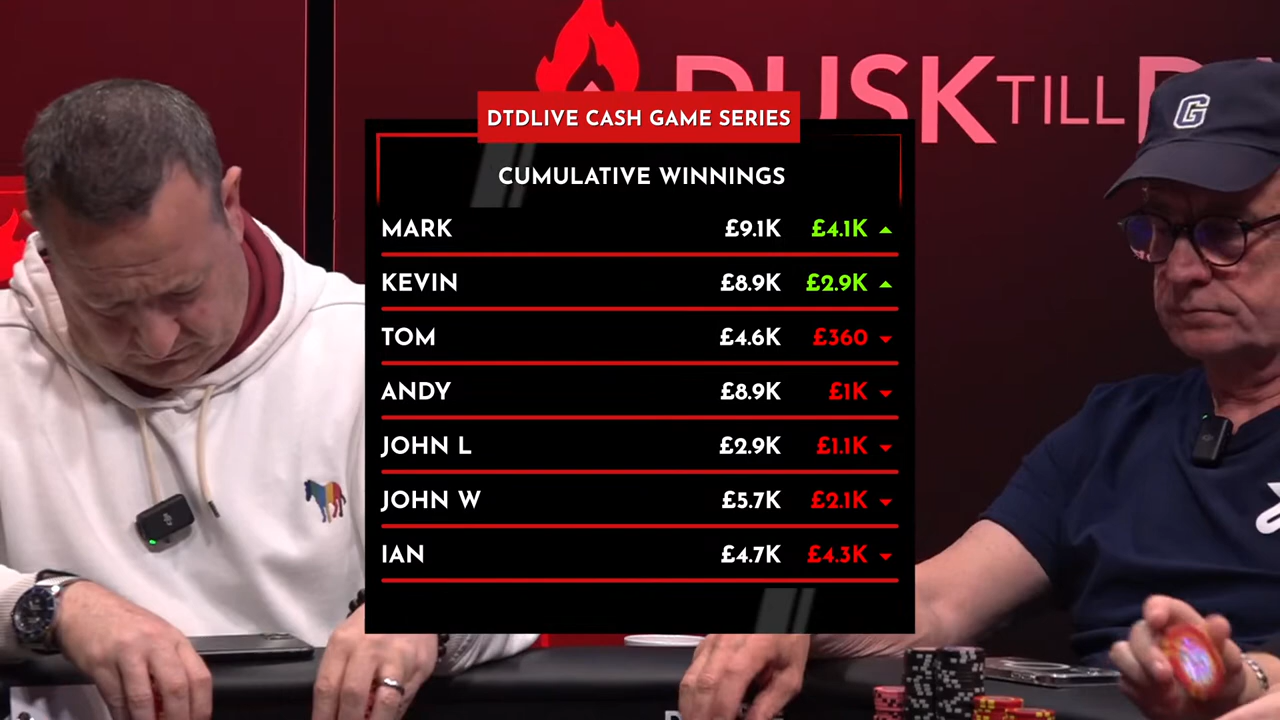 DUSK TILL
G
DTDLIVE CASH GAME SERIES
CUMULATIVE WINNINGS
MARK £9.1K £4.1K
KEVIN £8.9K £2.9K
TOM £4.6K £360
ANDY £8.9K £1K
JOHN L £2.9K £1.1K
JOHN W £5.7K £2.1K
IAN £4.7K £4.3K